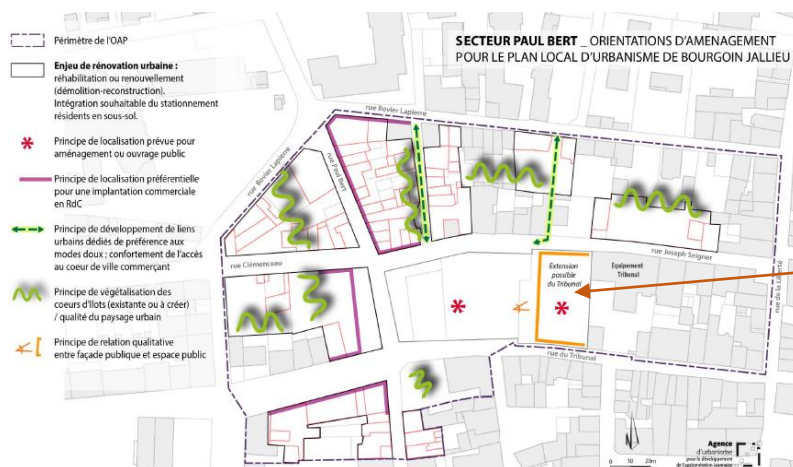 SECTEUR PAUL BERT _ ORIENTATIONS D'AMENAGEMENT
POUR LE PLAN LOCAL D'URBANISME DE BOURGOIN JALLIEU
Périmètre de l'OAP
Enjeu de rénovation urbaine :
réhabilitation ou renouvellement
(démolition-reconstruction).
Intégration souhaitable du stationnement
résidents en sous-sol.
Principe de localisation prévue pour
aménagement ou ouvrage public
Principe de localisation préférentielle
pour une implantation commerciale
en RdC
Principe de développement de liens
urbains dédiés de préférence aux
modes doux ; confortement de l'accès
au coeur de ville commerçant
Principe de végétalisation des
coeurs d'îlots (existante ou à créer)
/ qualité du paysage urbain
Principe de relation qualitative
entre façade publique et espace public
rue Bovier Lapierre
rue Bovier Lapierre
rue Paul Bert
rue Clémenceau
rue Joseph Seigner
Extension
possible
du Tribunal
Equipement
Tribunal
rue de la Liberté
rue du Tribunal
0 10 20m
Agence
d'urbanisme
pour le développement
de l'agglomération lyonnaise